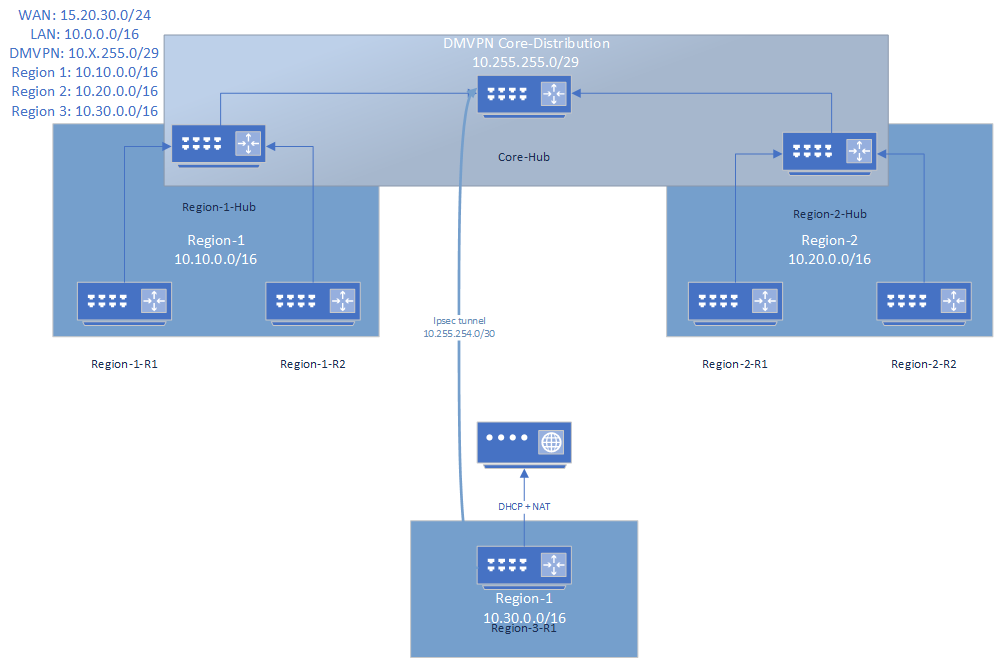 WAN: 15.20.30.0/24
LAN: 10.0.0.0/16
DMVPN: 10.X.255.0/29
Region 1: 10.10.0.0/16
Region 2: 10.20.0.0/16
Region 3: 10.30.0.0/16
DMVPN Core-Distribution
10.255.255.0/29
Core-Hub
Region-1-Hub
Region-1
10.10.0.0/16
Region-1-R1
Region-1-R2
Region-2-Hub
Region-2
10.20.0.0/16
Region-2-R1
Region-2-R2
Ipsec tunnel
10.255.254.0/30
DHCP + NAT
Region-1
10.30.0.0/16
Region-3-R1